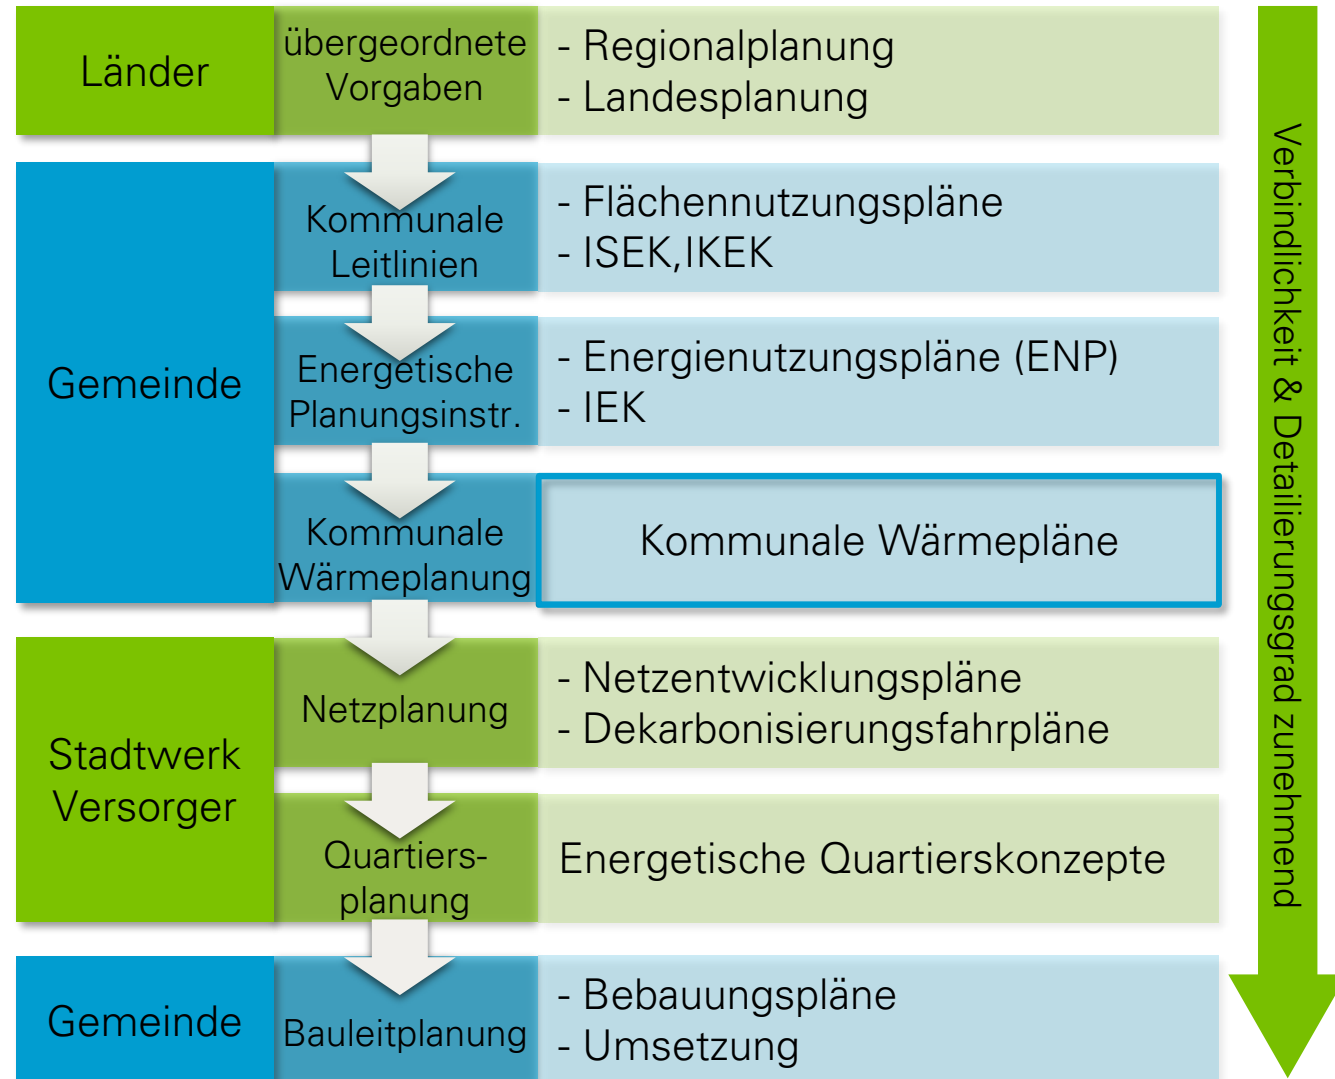 Länder
übergeordnete
Vorgaben
- Regionalplanung
- Landesplanung
Gemeinde
Kommunale
Leitlinien
- Flächennutzungspläne
- ISEK,IKEK
Energetische
Planungsinstr.
- Energienutzungspläne (ENP)
- IEK
Kommunale
Wärmeplanung
Kommunale Wärmepläne
Stadtwerk
Versorger
Netzplanung
- Netzentwicklungspläne
- Dekarbonisierungsfahrpläne
Quartiers-
planung
Energetische Quartierskonzepte
Gemeinde
Bauleitplanung
- Bebauungspläne
- Umsetzung
Verbindlichkeit & Detailierungsgrad zunehmend